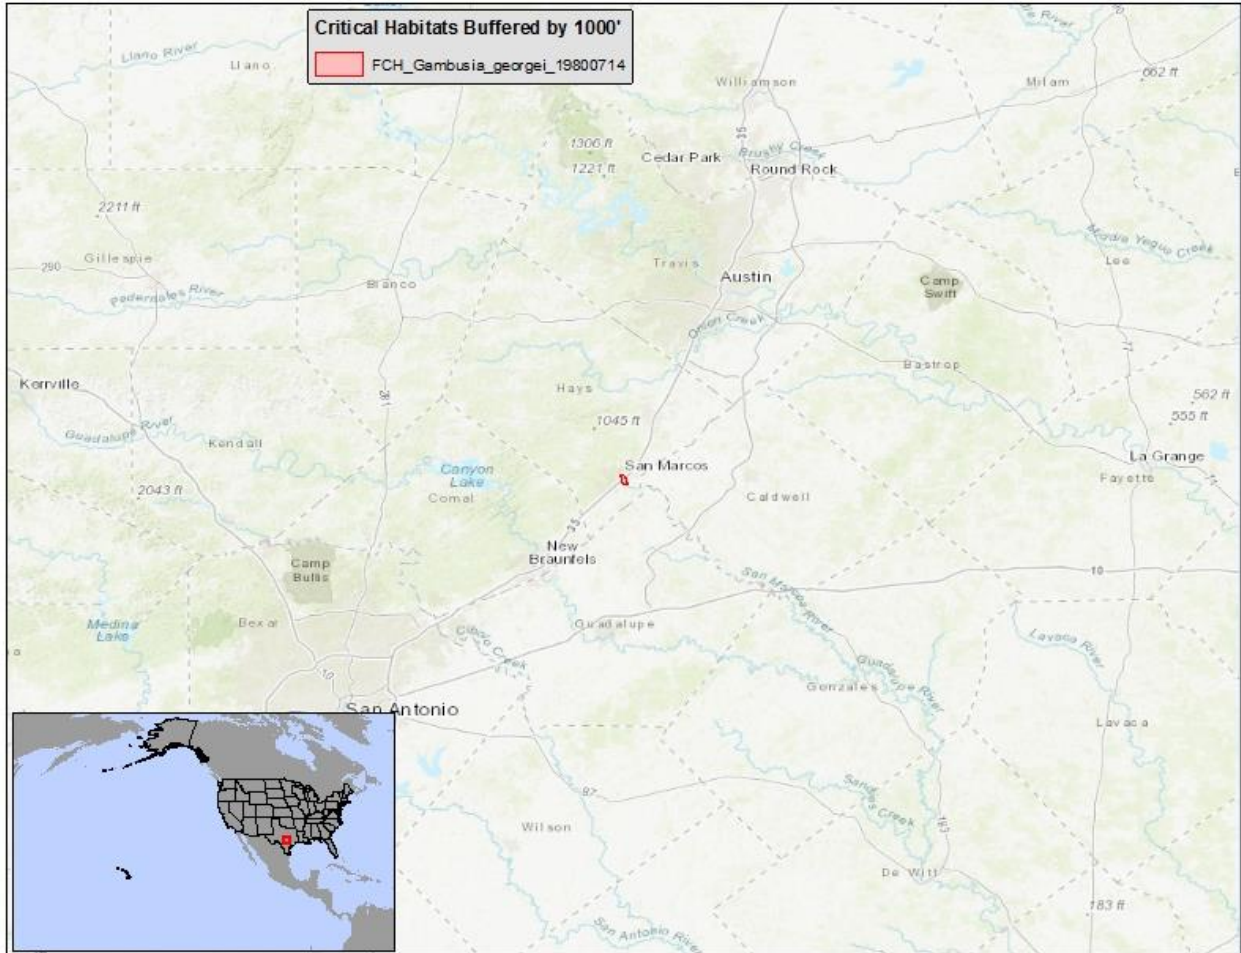 Critical Habitats Buffered by 1000'
FCH_Gambusia_georgei_19800714
Llano River
Llano
Williamson
Milam
662 ft
35
1306 ft
1221 ft
Cedar Park
Brushy Creek
Round Rock
2211 ft
Gillespie
290
Pedernales River
Blanco
Travis
Austin
Camp
Swift
Middle Yegua Creek
Lee
Onion Creek
Bastrop
77
Kerrville
281
Hays
1045 ft
562 ft
555 ft
Guadalupe River
Kendall
Canyon
Lake
Comal
San Marcos
La Grange
Fayette
71
2043 ft
Caldwell
35
New
Braunfels
Camp
Bullis
San Marcos River
10
Medina
Lake
Bexar
Cibolo Creek
Guadalupe
Lavaca River
10
Guadalupe River
Gonzales
San Antonio
Lavaca
87
Sandies Creek
Wilson
183
De Witt
183 ft
San Antonio River